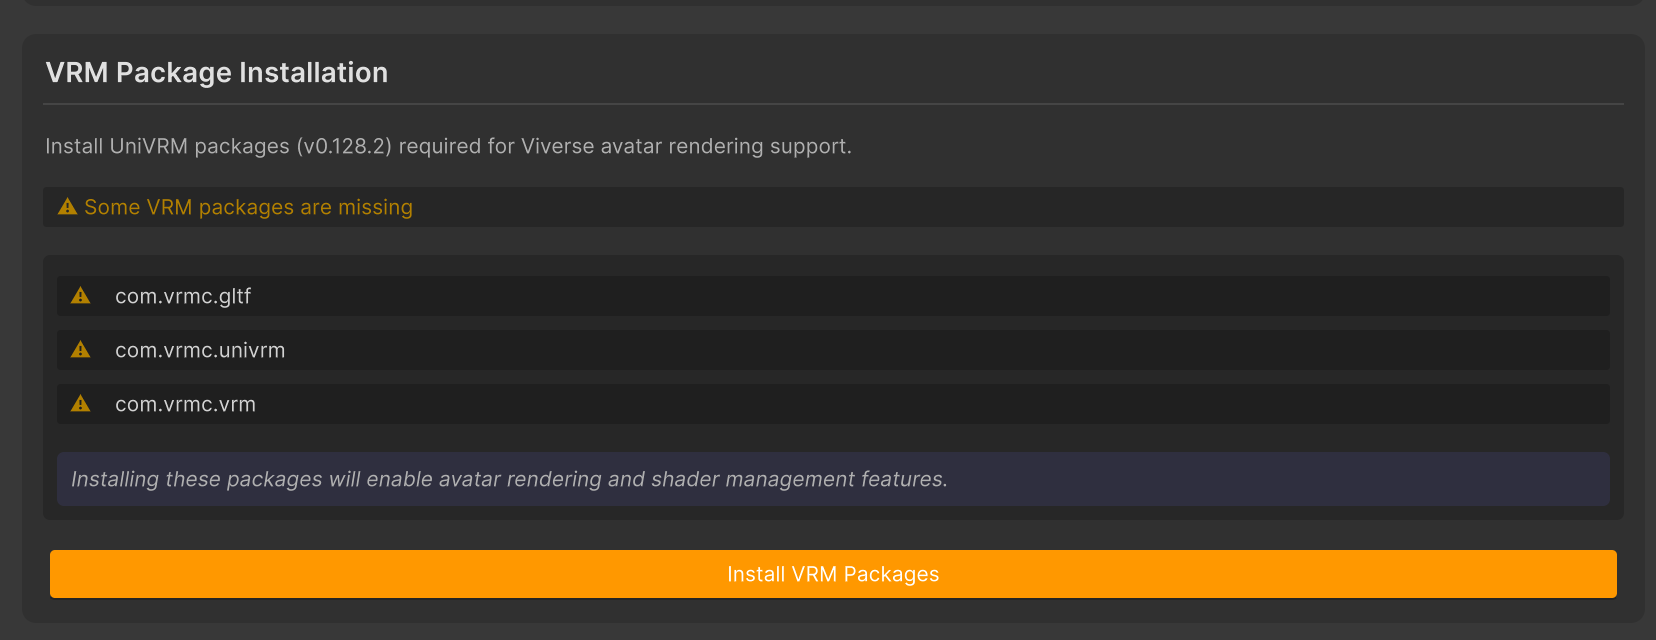 VRM Package Installation
Install UniVRM packages (v0.128.2) required for Viverse avatar rendering support.
Some VRM packages are missing
com.vrmc.gltf
com.vrmc.univrm
com.vrmc.vrm
Installing these packages will enable avatar rendering and shader management features.
Install VRM Packages